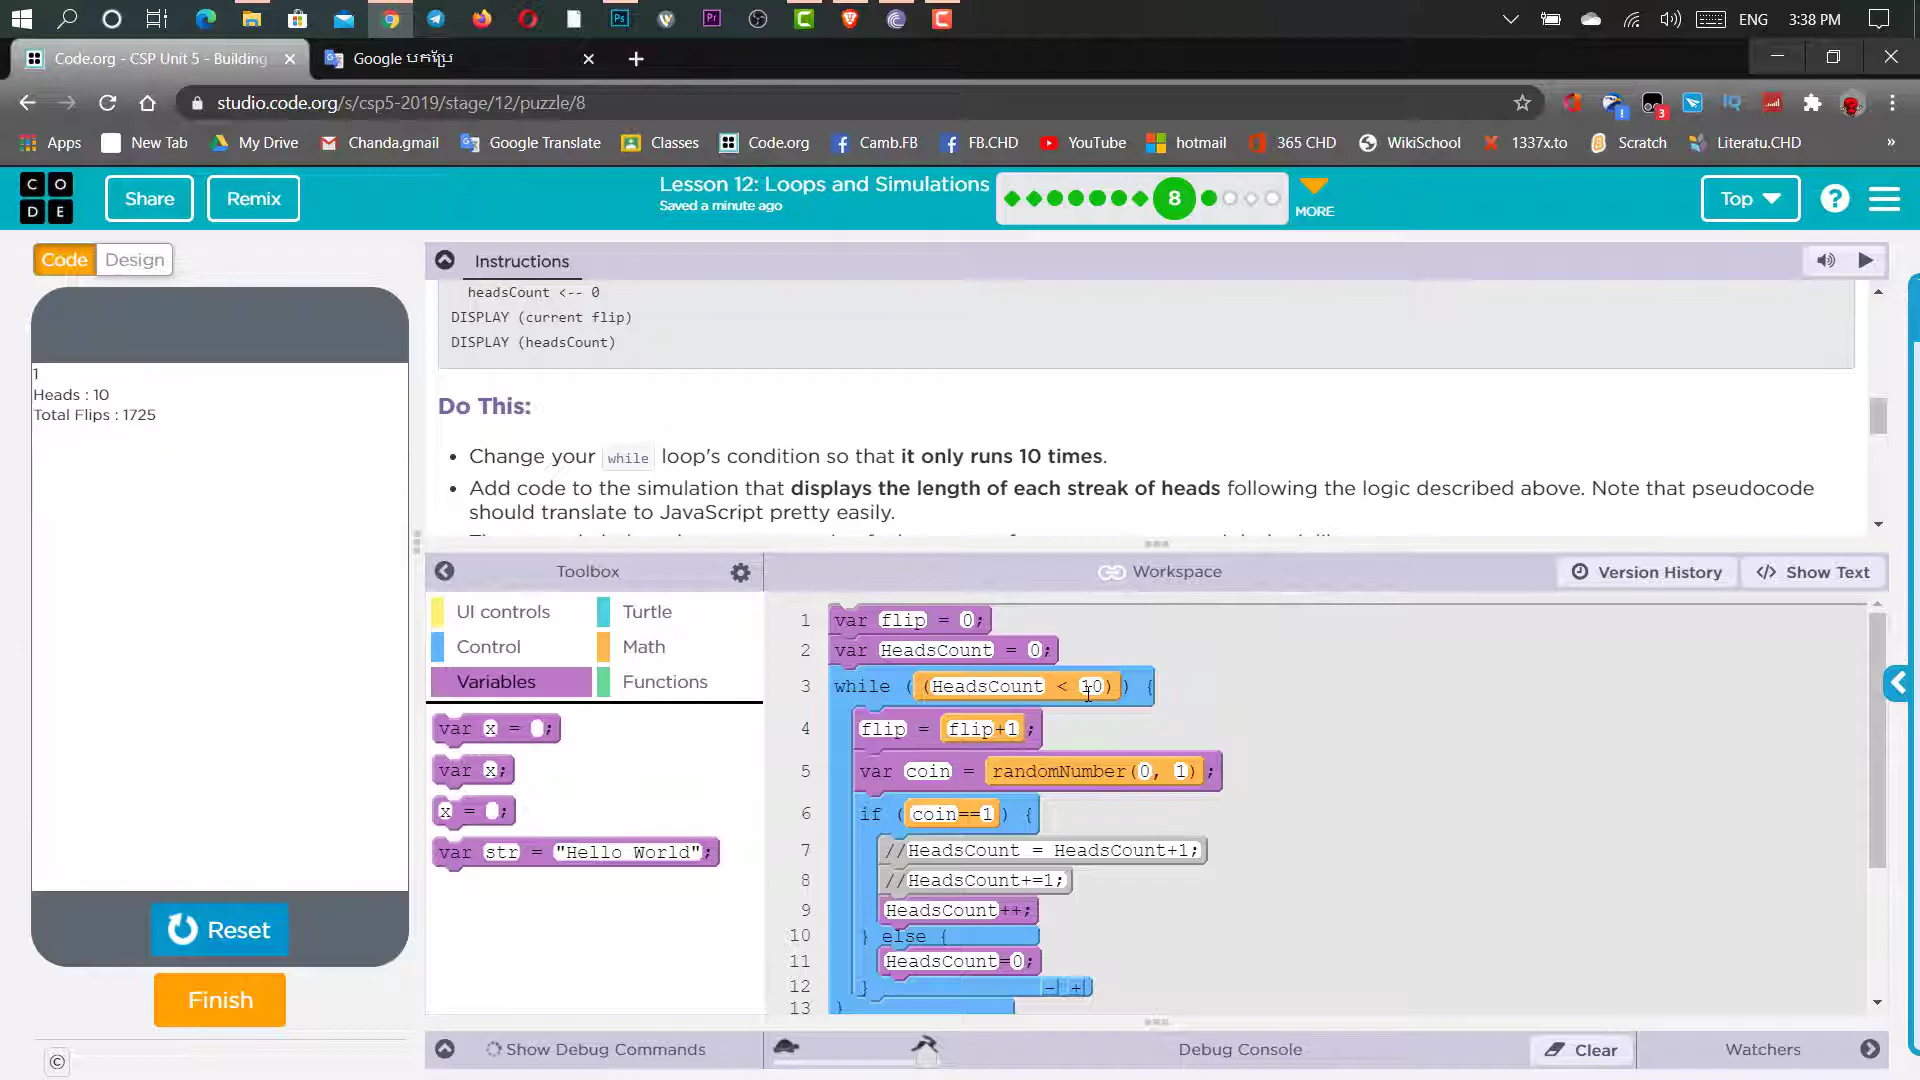 ENG
3:38 PM
Code.org - CSP Unit 5 - Building
Google បកប្រែ
studio.code.org/s/csp5-2019/stage/12/puzzle/8
Apps
New Tab
My Drive
Chanda.gmail
Google Translate
Classes
Code.org
Camb.FB
FB.CHD
YouTube
hotmail
365 CHD
WikiSchool
1337x.to
Scratch
Literatu.CHD
»
C O
D E
Share
Remix
Lesson 12: Loops and Simulations
Saved a minute ago
8
MORE
Top
Code
Design
Instructions
headsCount <-- 0
DISPLAY (current flip)
DISPLAY (headsCount)
1
Heads : 10
Total Flips : 1725
Do This:
• Change your while loop's condition so that it only runs 10 times.
• Add code to the simulation that displays the length of each streak of heads following the logic described above. Note that pseudocode
should translate to JavaScript pretty easily.
Toolbox
Workspace
Version History
Show Text
UI controls
Turtle
Control
Math
Variables
Functions
var x = ;
var x;
x = ;
var str = "Hello World";
1 var flip = 0;
2 var HeadsCount = 0;
3 while ( (HeadsCount < 10) ) {
4 flip = flip+1 ;
5 var coin = randomNumber(0, 1) ;
6 if ( coin==1 ) {
7 //HeadsCount = HeadsCount+1;
8 //HeadsCount+=1;
9 HeadsCount++;
10 } else {
11 HeadsCount=0;
12 } - +
13 }
Reset
Finish
©
Show Debug Commands
Debug Console
Clear
Watchers